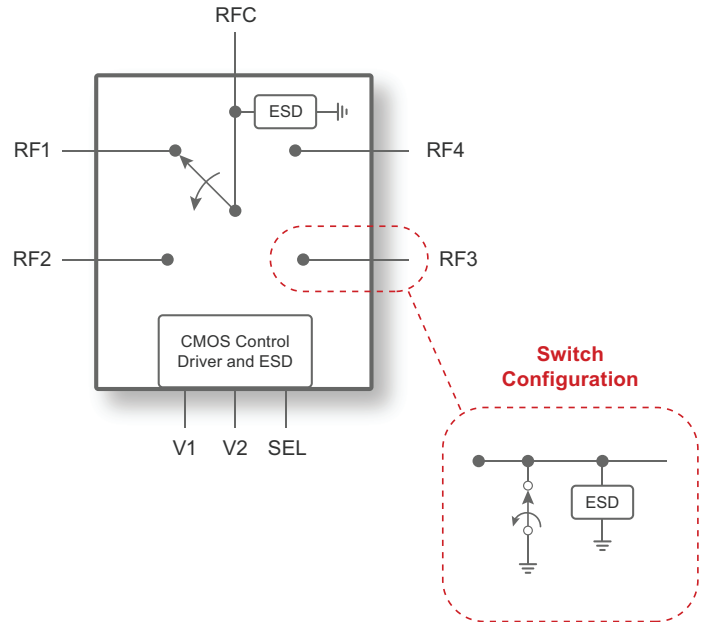 RFC
ESD
RF1
RF4
RF2
RF3
CMOS Control
Driver and ESD
V1 V2 SEL
Switch
Configuration
ESD